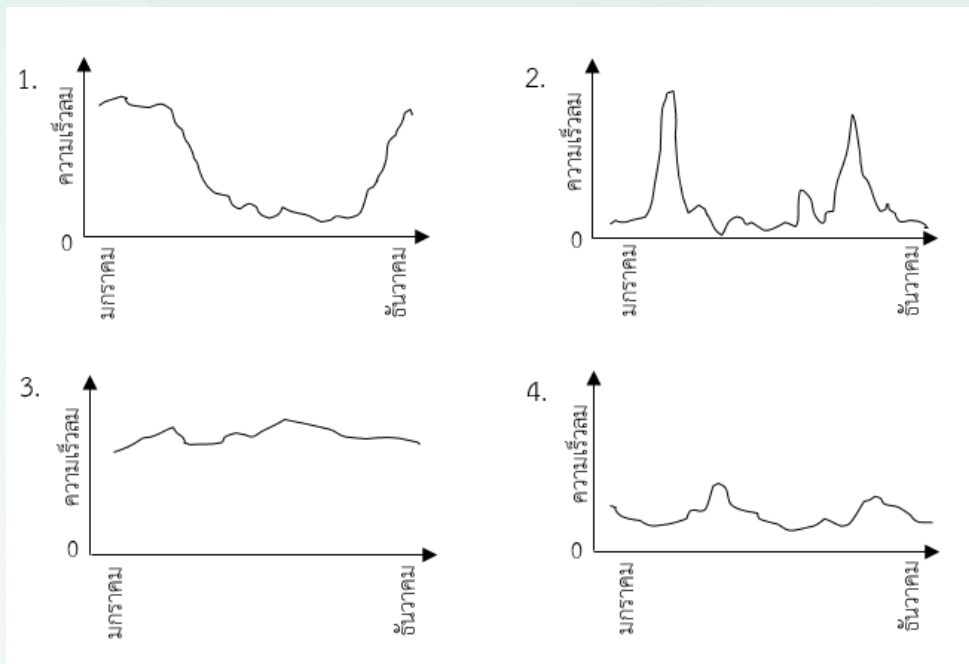 1.
ความเร็วลม
0
มกราคม
ธันวาคม
2.
ความเร็วลม
0
มกราคม
ธันวาคม
3.
ความเร็วลม
0
มกราคม
ธันวาคม
4.
ความเร็วลม
0
มกราคม
ธันวาคม